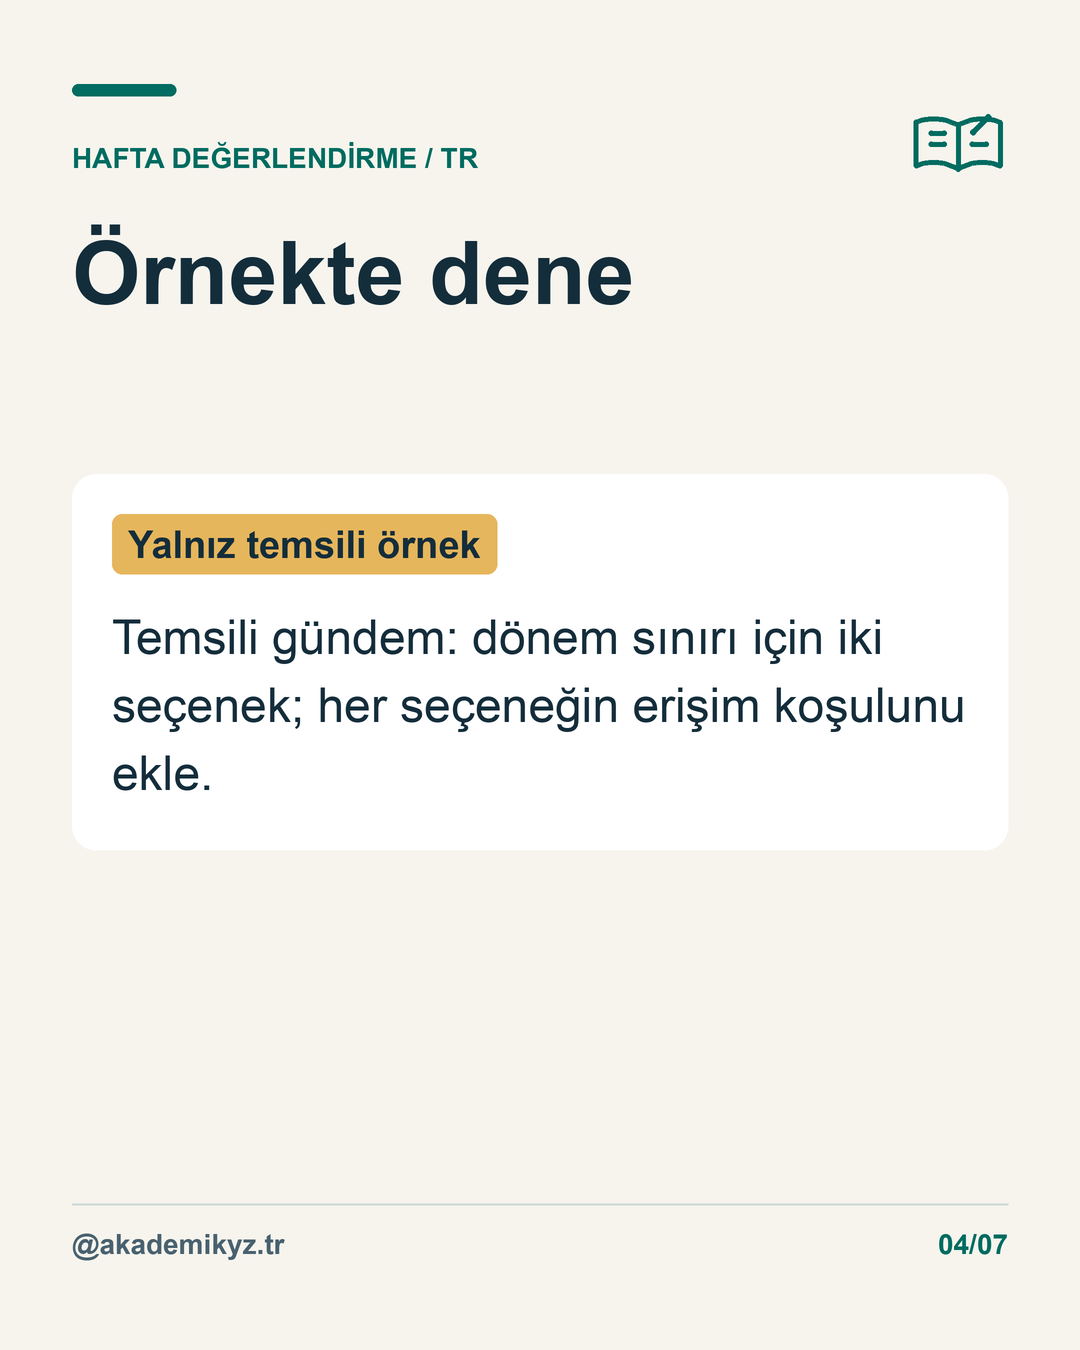 HAFTA DEĞERLENDİRME / TR
Örnekte dene
Yalnız temsili örnek
Temsili gündem: dönem sınırı için iki
seçenek; her seçeneğin erişim koşulunu
ekle.
@akademikyz.tr
04/07